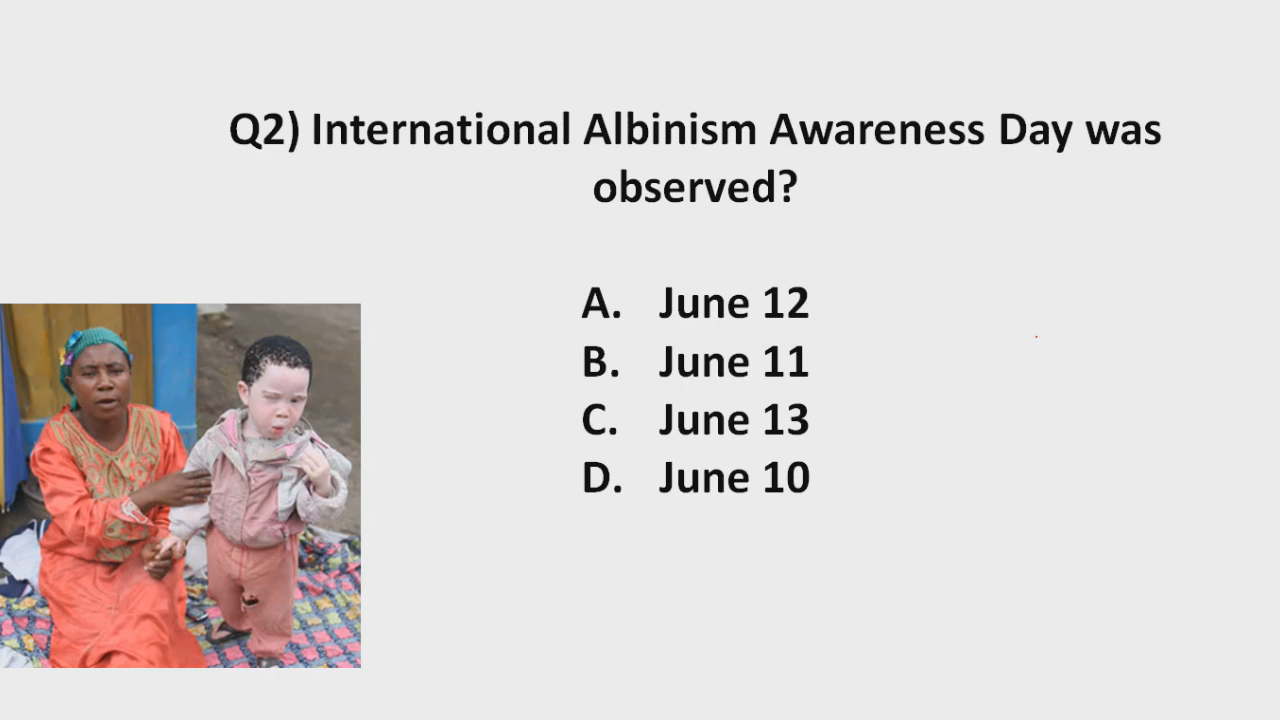 Q2) International Albinism Awareness Day was
observed?
A. June 12
B. June 11
C. June 13
D. June 10